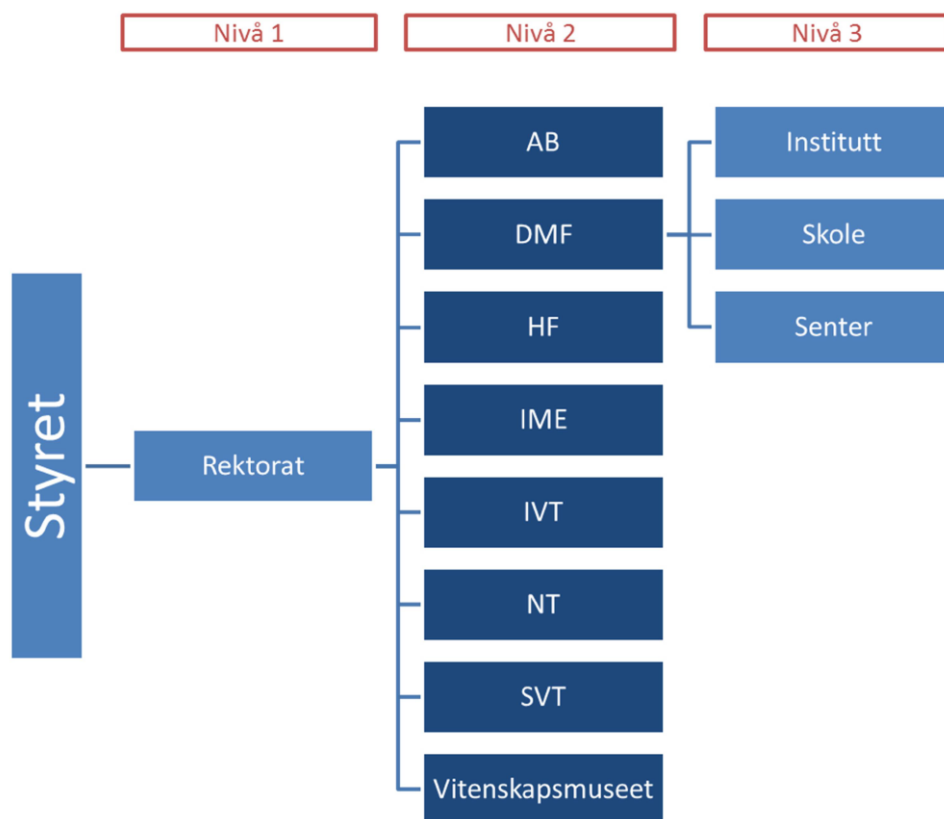 Nivå 1
Nivå 2
Nivå 3
Styret
Rektorat
AB
DMF
HF
IME
IVT
NT
SVT
Vitenskapsmuseet
Institutt
Skole
Senter